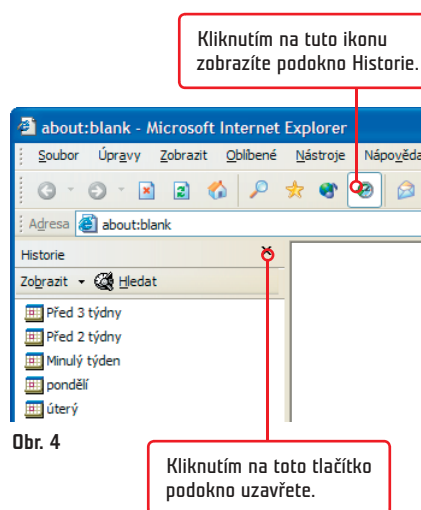 Kliknutím na tuto ikonu
zobrazíte podokno Historie.
about:blank - Microsoft Internet Explorer
Soubor Úpravy Zobrazit Oblíbené Nástroje Nápověda
Adresa about:blank
Historie
Zobrazit Hledat
Před 3 týdny
Před 2 týdny
Minulý týden
pondělí
úterý
Obr. 4
Kliknutím na toto tlačítko
podokno uzavřete.